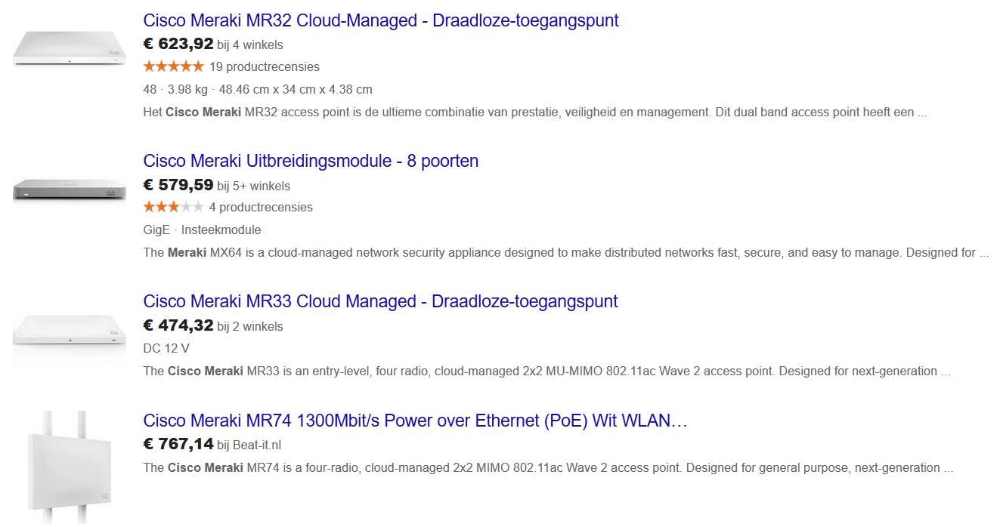 Cisco Meraki MR32 Cloud-Managed - Draadloze-toegangspunt
€ 623,92 bij 4 winkels
19 productrecensies
48 · 3.98 kg · 48.46 cm x 34 cm x 4.38 cm
Het Cisco Meraki MR32 access point is de ultieme combinatie van prestatie, veiligheid en management. Dit dual band access point heeft een ...
Cisco Meraki Uitbreidingsmodule - 8 poorten
€ 579,59 bij 5+ winkels
4 productrecensies
GigE · Insteekmodule
The Meraki MX64 is a cloud-managed network security appliance designed to make distributed networks fast, secure, and easy to manage. Designed for ...
Cisco Meraki MR33 Cloud Managed - Draadloze-toegangspunt
€ 474,32 bij 2 winkels
DC 12 V
The Cisco Meraki MR33 is an entry-level, four radio, cloud-managed 2x2 MU-MIMO 802.11ac Wave 2 access point. Designed for next-generation ...
Cisco Meraki MR74 1300Mbit/s Power over Ethernet (PoE) Wit WLAN...
€ 767,14 bij Beat-it.nl
The Cisco Meraki MR74 is a four-radio, cloud-managed 2x2 MIMO 802.11ac Wave 2 access point. Designed for general purpose, next-generation ...